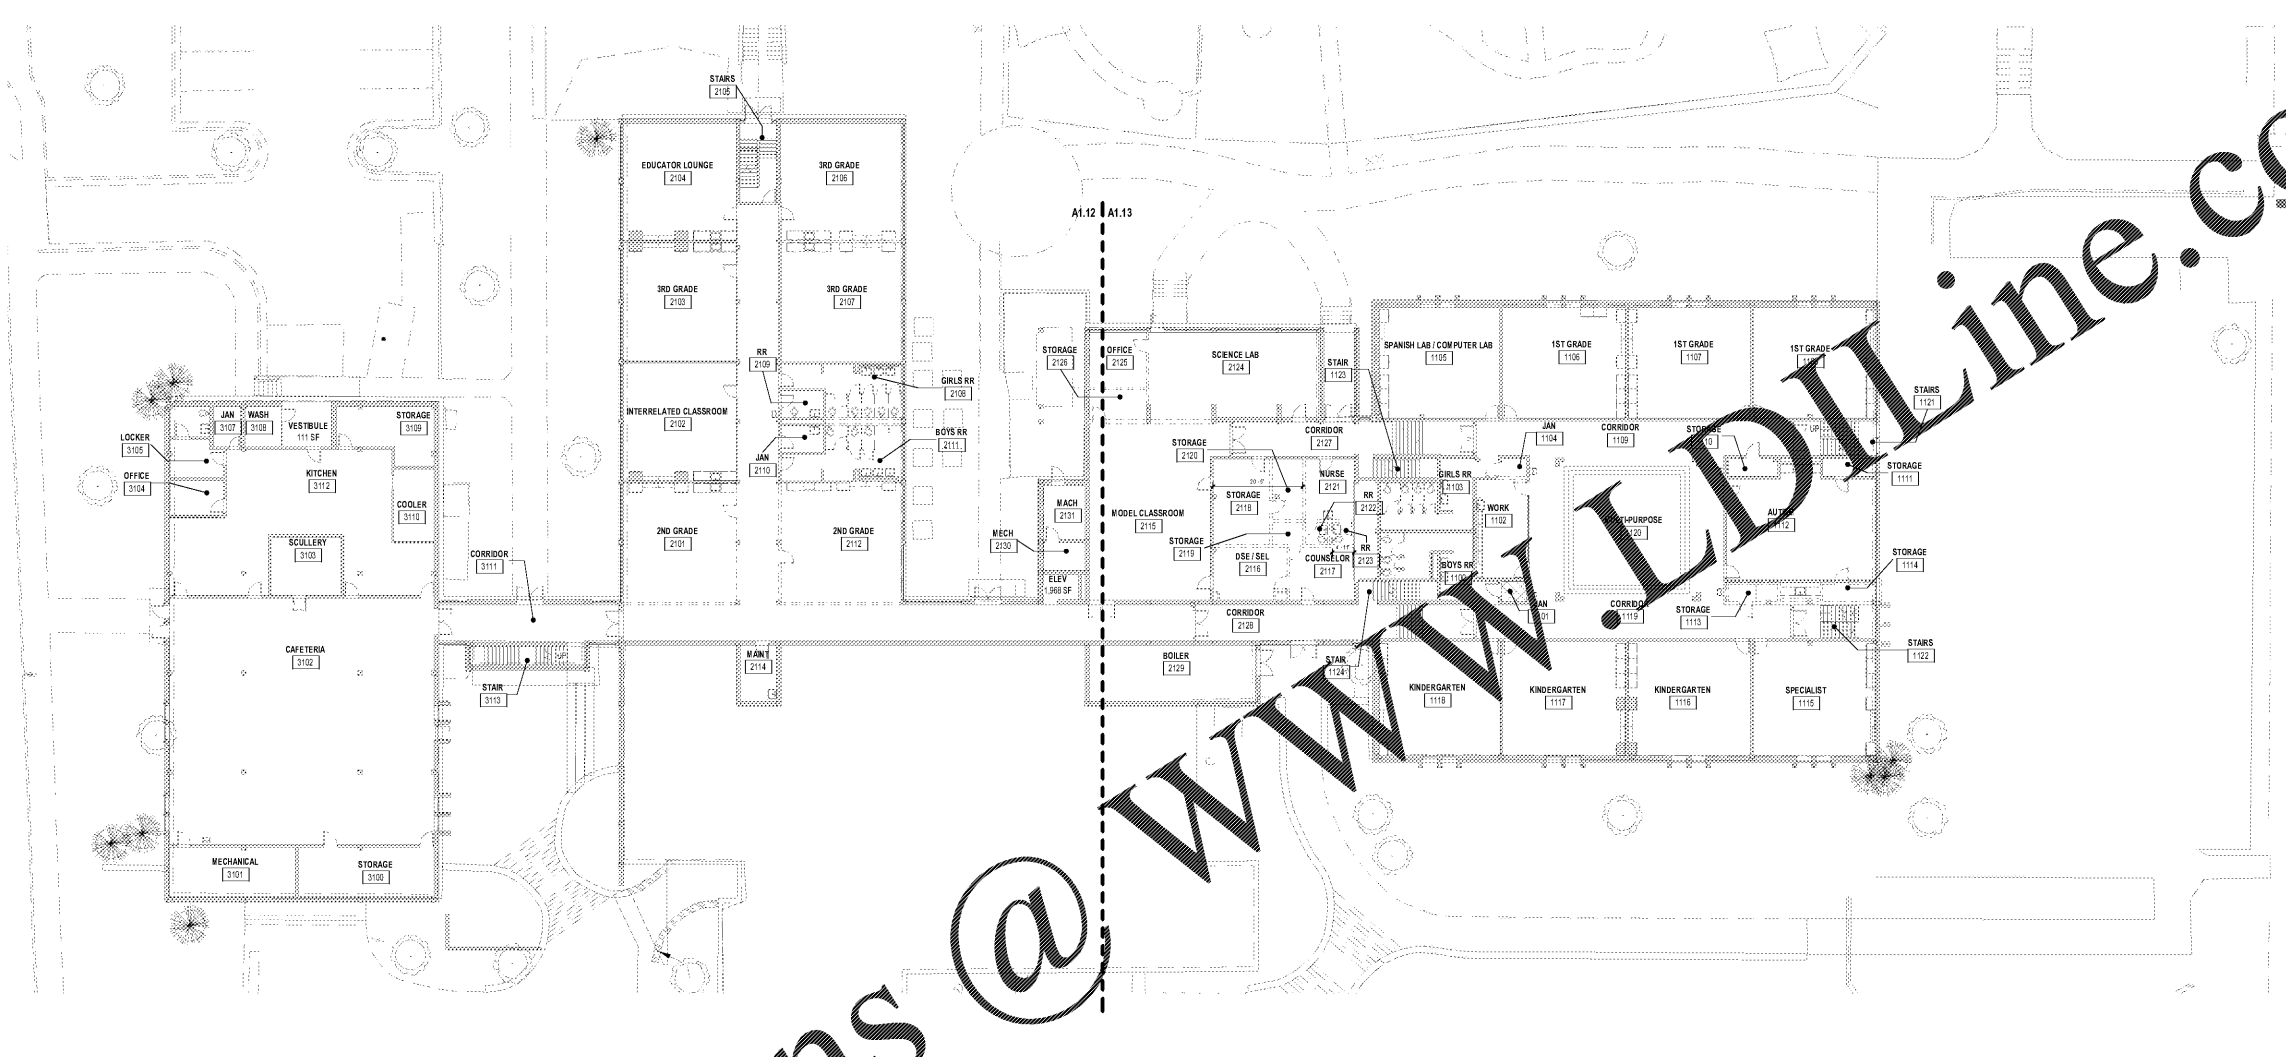 STAIRS
2105
EDUCATOR LOUNGE
2104
3RD GRADE
2106
A1.12
A1.13
3RD GRADE
2103
3RD GRADE
2107
RR
2109
GIRLS RR
2108
INTERRELATED CLASSROOM
2102
BOYS RR
2111
JAN
2110
2ND GRADE
2101
2ND GRADE
2112
JAN
3107
WASH
3108
VESTIBULE
111 SF
STORAGE
3109
LOCKER
3105
OFFICE
3104
KITCHEN
3112
COOLER
3110
SCULLERY
3103
CORRIDOR
3111
CAFETERIA
3102
UP
STAIR
3113
MAINT
2114
MECHANICAL
3101
STORAGE
3100
STORAGE
2126
OFFICE
2125
SCIENCE LAB
2124
STAIR
1123
SPANISH LAB / COMPUTER LAB
1105
1ST GRADE
1106
1ST GRADE
1107
1ST GRADE
STAIRS
1121
CORRIDOR
2127
JAN
1104
CORRIDOR
1109
STORAGE
UP
STORAGE
2120
NURSE
2121
GIRLS RR
1103
STORAGE
1111
MACH
2131
MODEL CLASSROOM
2115
STORAGE
2118
RR
2122
WORK
1102
1112
MECH
2130
STORAGE
2119
DSE / SEL
2116
COUNSELOR
2117
RR
2123
BOYS RR
STORAGE
1114
ELEV
1,968 SF
CORRIDOR
2128
CORRIDOR
1119
STORAGE
1113
BOILER
2129
STAIR
1124
STAIRS
1122
KINDERGARTEN
1118
KINDERGARTEN
1117
KINDERGARTEN
1116
SPECIALIST
1115
ns @ www.LDILine.co